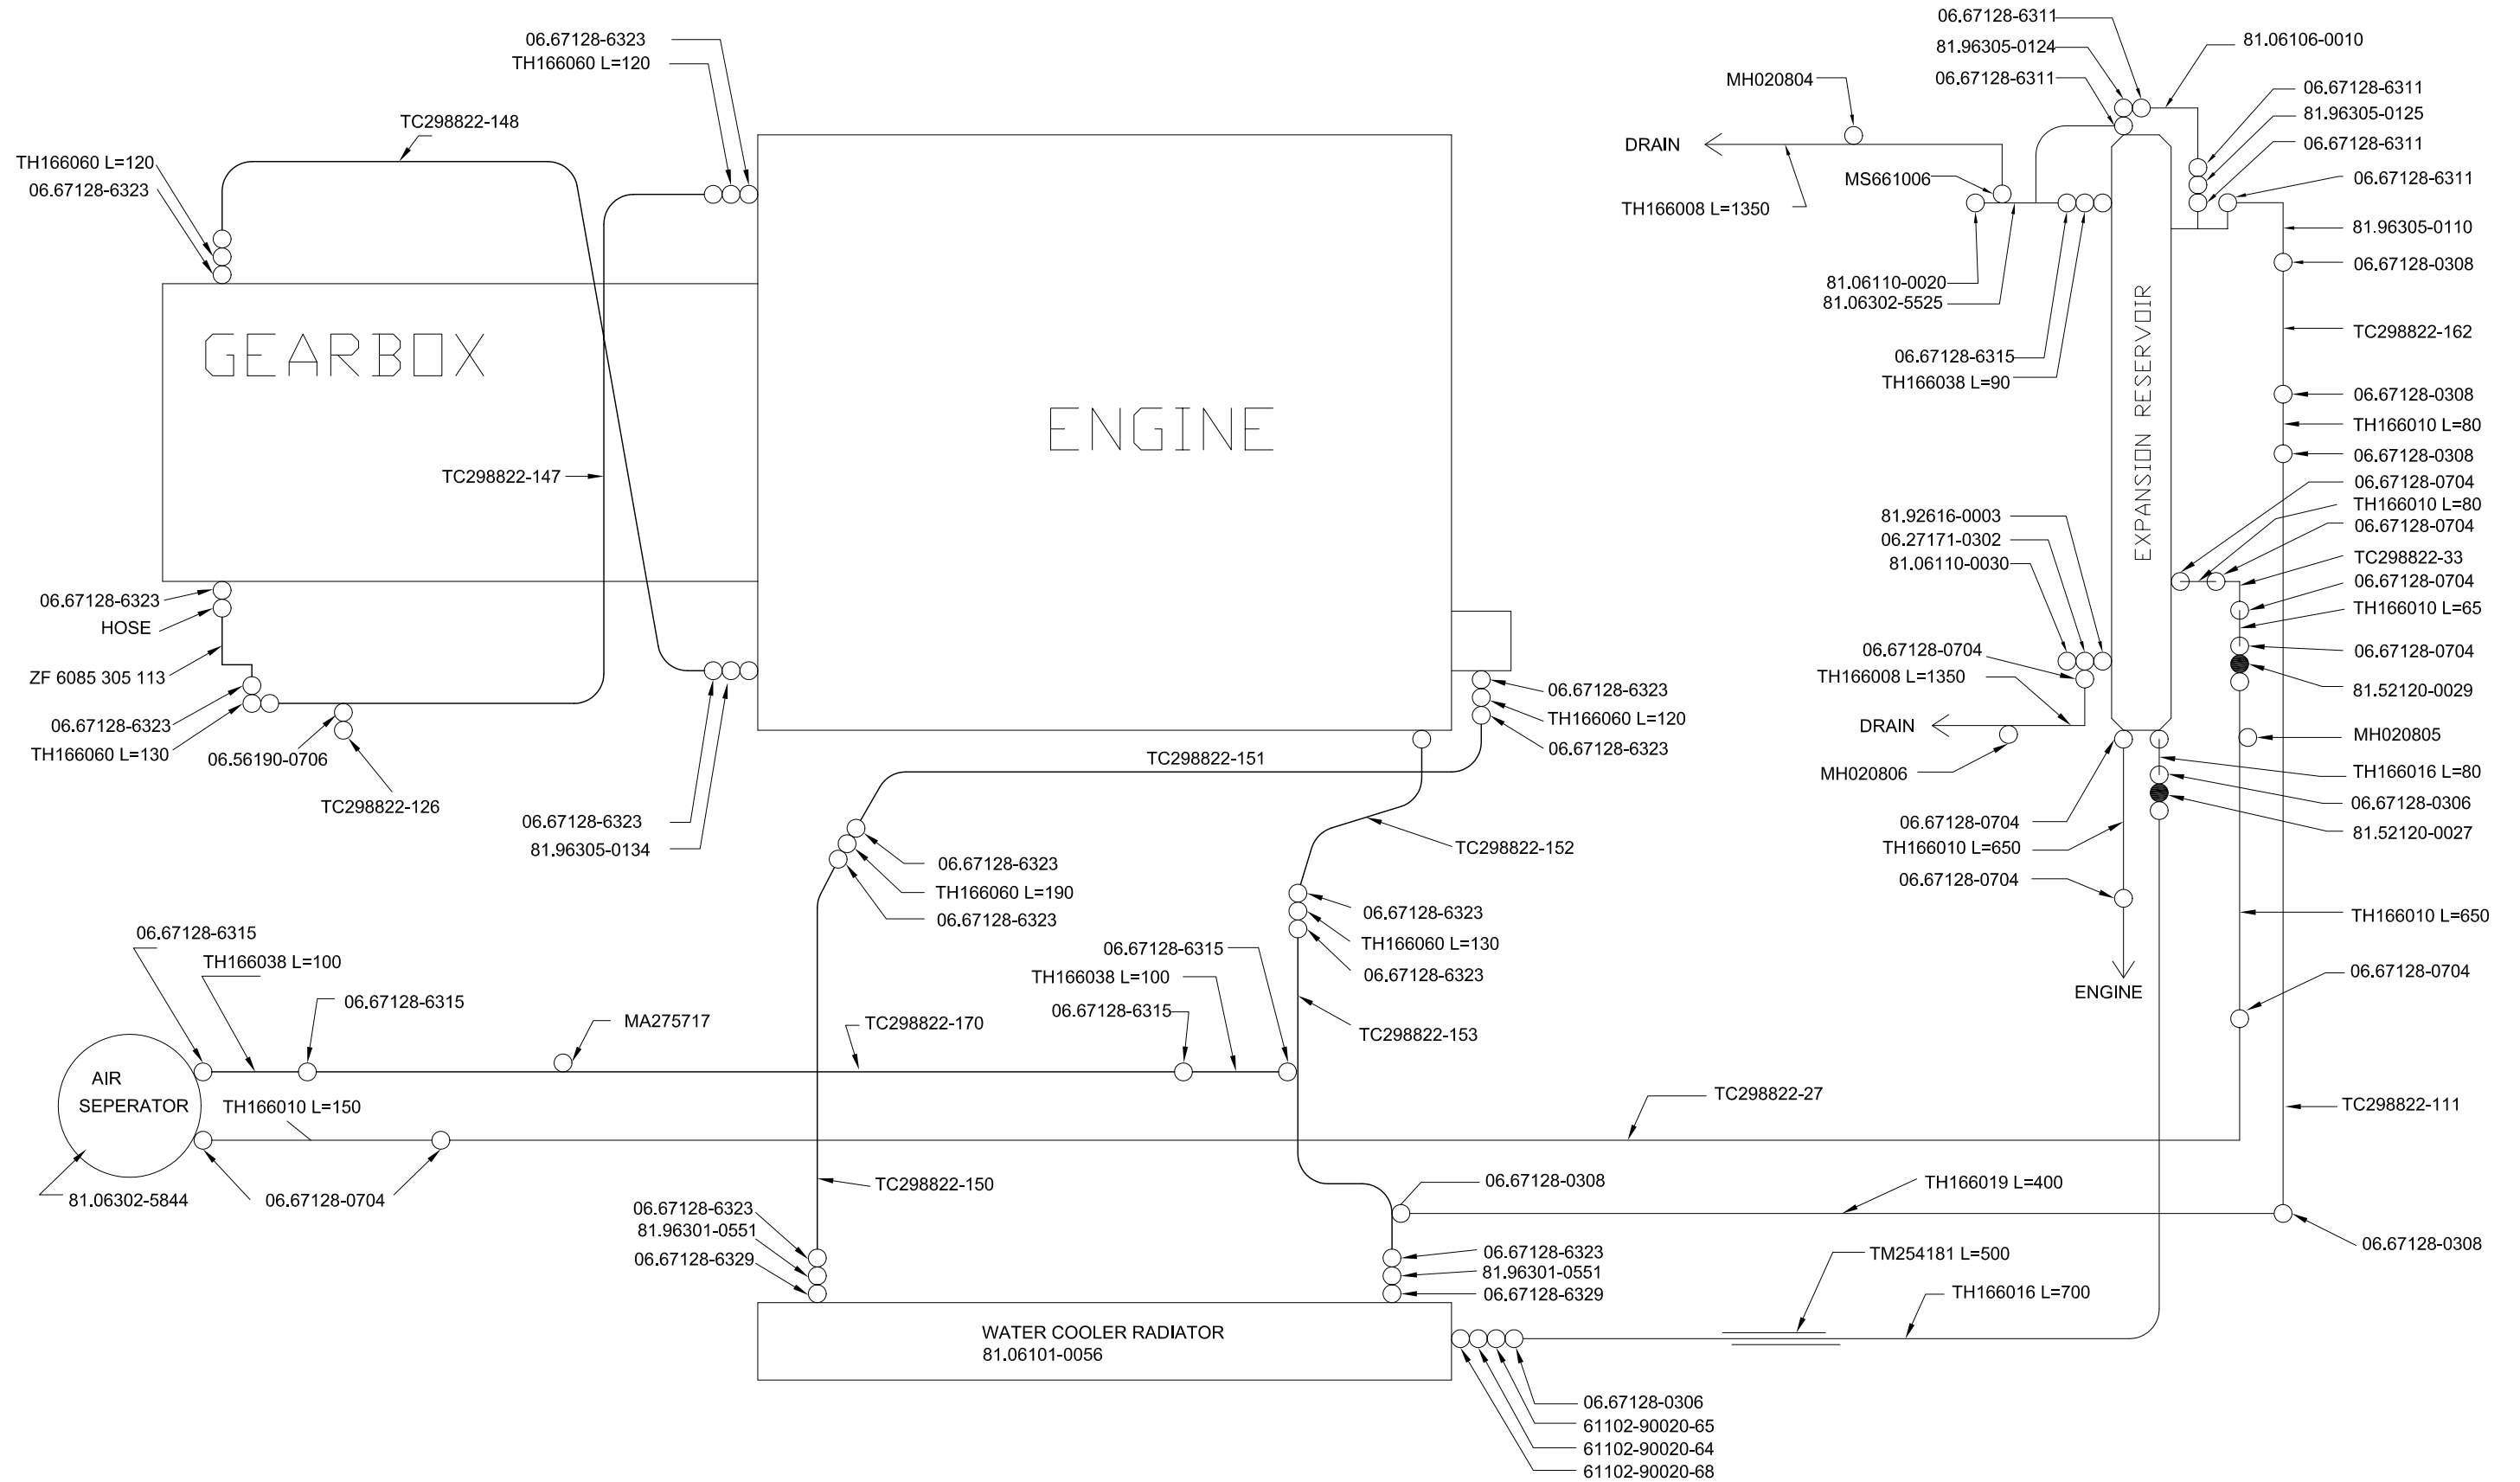 06.67128-6323
TH166060 L=120
TC298822-148
TH166060 L=120
06.67128-6323
GEARBOX
ENGINE
TC298822-147
06.67128-6323
HOSE
ZF 6085 305 113
06.67128-6323
TH166060 L=130
06.56190-0706
TC298822-126
06.67128-6323
81.96305-0134
06.67128-6323
TH166060 L=120
06.67128-6323
TC298822-151
TC298822-152
06.67128-6323
TH166060 L=190
06.67128-6323
06.67128-6323
TH166060 L=130
06.67128-6323
TC298822-153
06.67128-6315
TH166038 L=100
06.67128-6315
MA275717
TC298822-170
06.67128-6315
TH166038 L=100
06.67128-6315
AIR
SEPERATOR
TH166010 L=150
81.06302-5844
06.67128-0704
TC298822-27
TC298822-150
06.67128-6323
81.96301-0551
06.67128-6329
06.67128-0308
TH166019 L=400
06.67128-6323
81.96301-0551
06.67128-6329
TM254181 L=500
TH166016 L=700
WATER COOLER RADIATOR
81.06101-0056
06.67128-0306
61102-90020-65
61102-90020-64
61102-90020-68
06.67128-6311
81.96305-0124
06.67128-6311
81.06106-0010
MH020804
DRAIN
MS661006
TH166008 L=1350
81.06110-0020
81.06302-5525
06.67128-6315
TH166038 L=90
EXPANSION RESERVOIR
06.67128-6311
81.96305-0125
06.67128-6311
06.67128-6311
81.96305-0110
06.67128-0308
TC298822-162
06.67128-0308
TH166010 L=80
06.67128-0308
06.67128-0704
TH166010 L=80
06.67128-0704
TC298822-33
06.67128-0704
TH166010 L=65
06.67128-0704
81.52120-0029
MH020805
TH166016 L=80
06.67128-0306
81.52120-0027
81.92616-0003
06.27171-0302
81.06110-0030
06.67128-0704
TH166008 L=1350
DRAIN
MH020806
06.67128-0704
TH166010 L=650
06.67128-0704
ENGINE
TH166010 L=650
06.67128-0704
TC298822-111
06.67128-0308